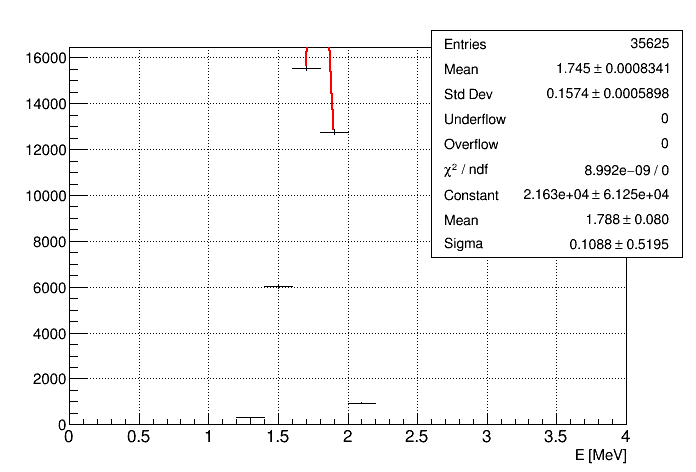 Entries 35625
Mean 1.745 ± 0.0008341
Std Dev 0.1574 ± 0.0005898
Underflow 0
Overflow 0
χ² / ndf 8.992e−09 / 0
Constant 2.163e+04 ± 6.125e+04
Mean 1.788 ± 0.080
Sigma 0.1088 ± 0.5195
16000
14000
12000
10000
8000
6000
4000
2000
0
0 0.5 1 1.5 2 2.5 3 3.5 4
E [MeV]